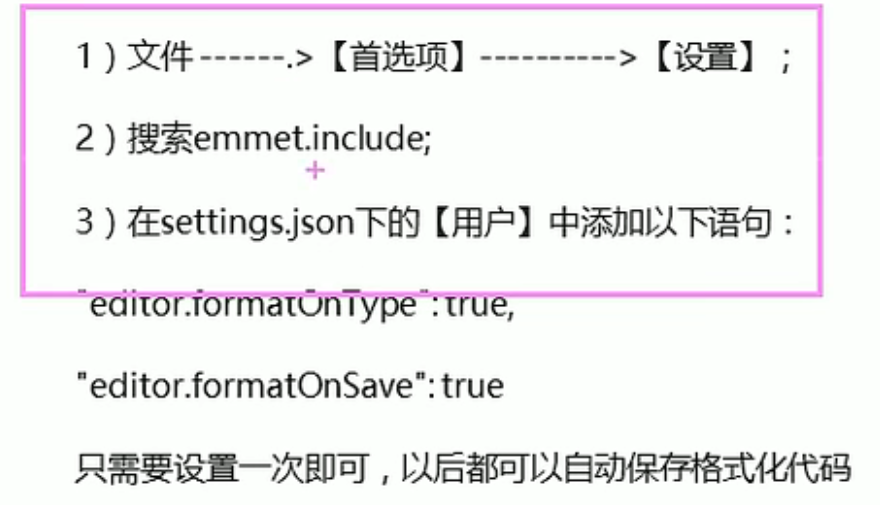 1）文件------.>【首选项】---------->【设置】；
2）搜索emmet.include;
3）在settings.json下的【用户】中添加以下语句：
"editor.formatOnType": true,
"editor.formatOnSave": true
只需要设置一次即可，以后都可以自动保存格式化代码